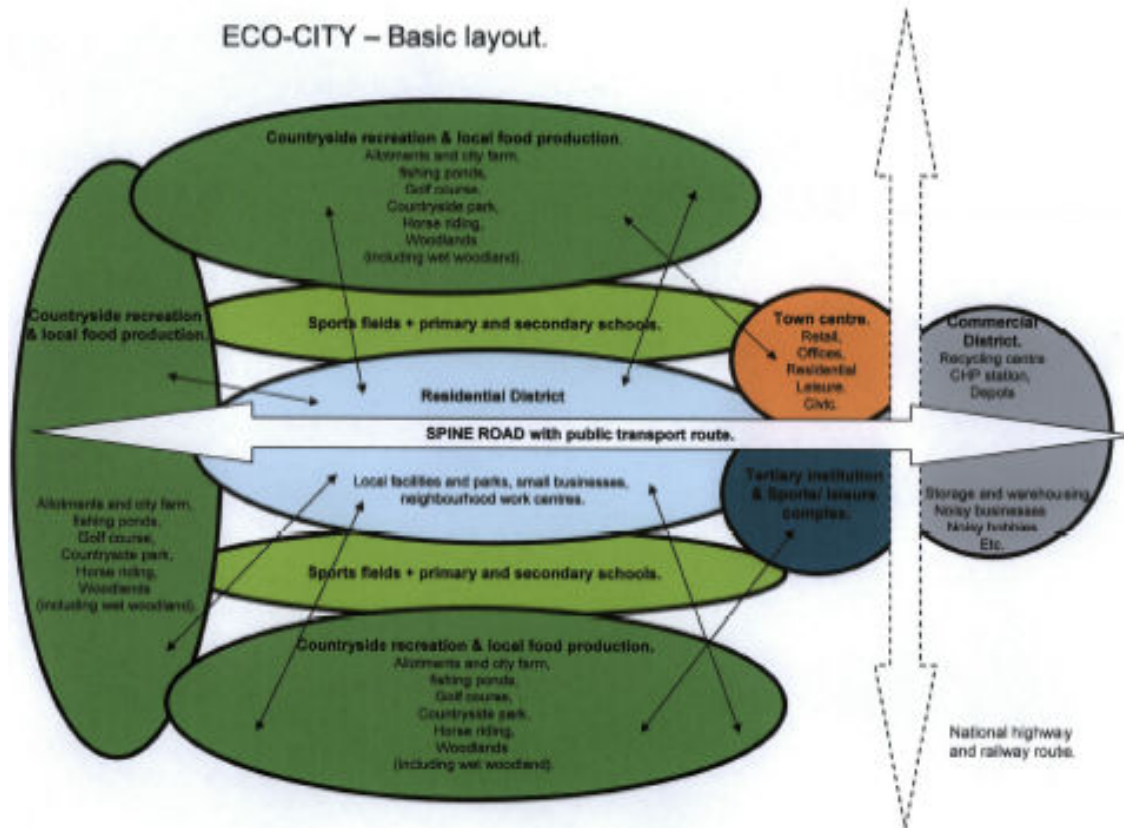 ECO-CITY – Basic layout.
Countryside recreation & local food production.
Allotments and city farm,
fishing ponds,
Golf course,
Countryside park,
Horse riding,
Woodlands
(including wet woodland).
Countryside recreation
& local food production.
Allotments and city farm,
fishing ponds,
Golf course,
Countryside park,
Horse riding,
Woodlands
(including wet woodland).
Sports fields + primary and secondary schools.
Town centre.
Retail,
Offices,
Residential
Leisure.
Civic.
Commercial
District.
Recycling centre
CHP station,
Depots
Residential District
SPINE ROAD with public transport route.
Local facilities and parks, small businesses,
neighbourhood work centres.
Tertiary institution
& Sports/ leisure
complex.
Storage and warehousing
Noisy businesses
Noisy hobbies
Etc.
Sports fields + primary and secondary schools.
Countryside recreation & local food production.
Allotments and city farm,
fishing ponds,
Golf course,
Countryside park,
Horse riding,
Woodlands
(including wet woodland).
National highway
and railway route.